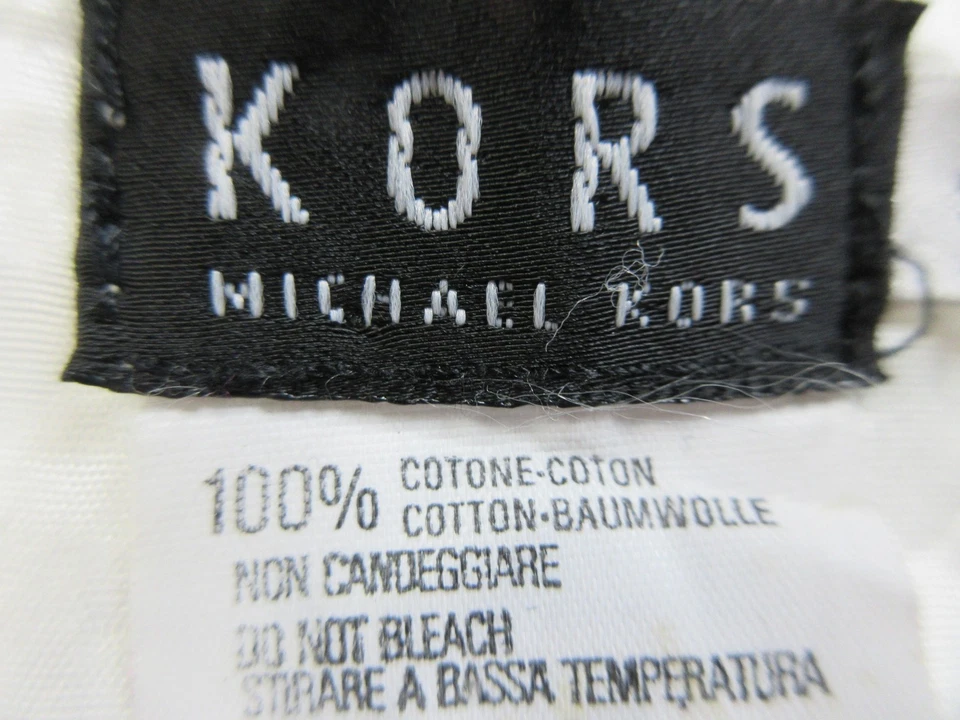 KORS
MICHAEL KORS
100% COTONE-COTON
COTTON-BAUMWOLLE
NON CANDEGGIARE
DO NOT BLEACH
STIRARE A BASSA TEMPERATURA